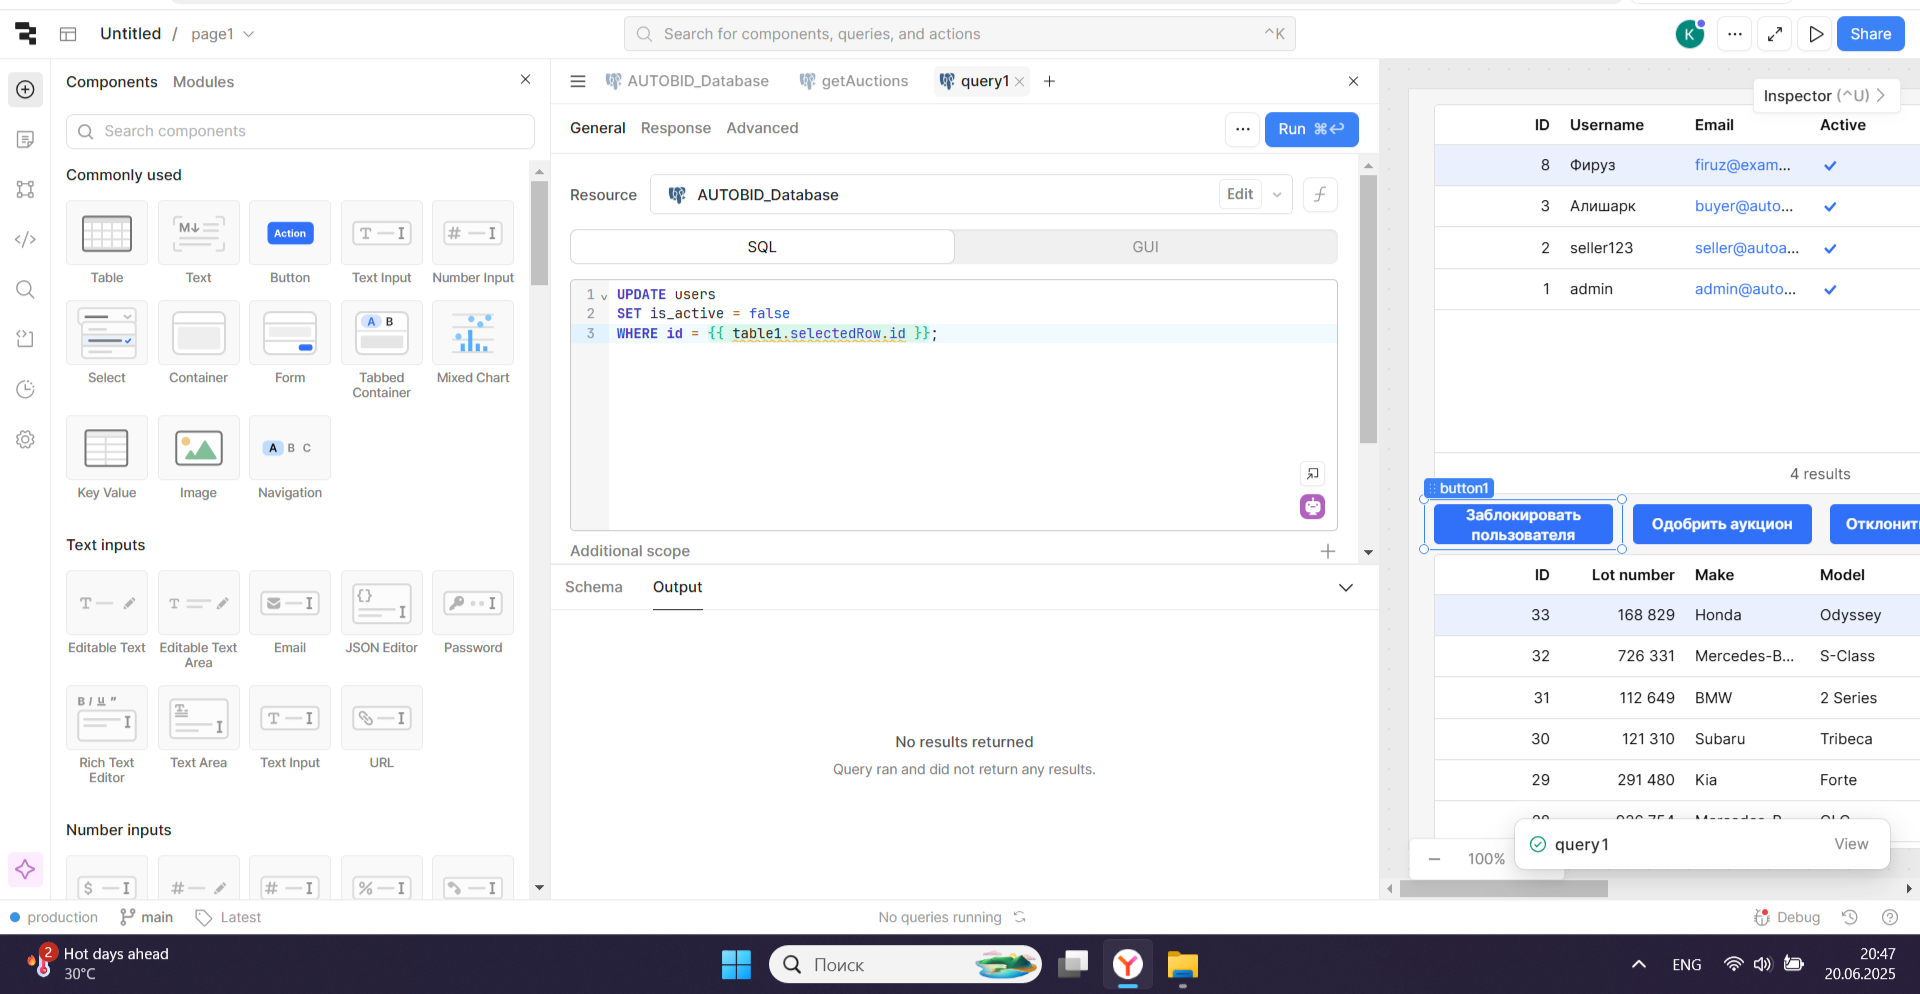 Untitled / page1
Search for components, queries, and actions
^K
K
Share
Components
Modules
Search components
Commonly used
Table
Text
Action
Button
Text Input
Number Input
Select
Container
Form
A B
Tabbed Container
Mixed Chart
Key Value
Image
A B C
Navigation
Text inputs
Editable Text
Editable Text Area
Email
JSON Editor
Password
Rich Text Editor
Text Area
Text Input
URL
Number inputs
AUTOBID_Database
getAuctions
query1
General
Response
Advanced
Run
Resource
AUTOBID_Database
Edit
SQL
GUI
1 UPDATE users
2 SET is_active = false
3 WHERE id = {{ table1.selectedRow.id }};
Additional scope
Schema
Output
No results returned
Query ran and did not return any results.
Inspector (^U)
ID Username Email Active
8 Фируз firuz@exam...
3 Алишарк buyer@auto...
2 seller123 seller@autoa...
1 admin admin@auto...
4 results
button1
Заблокировать пользователя
Одобрить аукцион
Отклонить
ID Lot number Make Model
33 168 829 Honda Odyssey
32 726 331 Mercedes-B... S-Class
31 112 649 BMW 2 Series
30 121 310 Subaru Tribeca
29 291 480 Kia Forte
100%
query1
View
production
main
Latest
No queries running
Debug
2
Hot days ahead
30°C
Поиск
ENG
20:47
20.06.2025